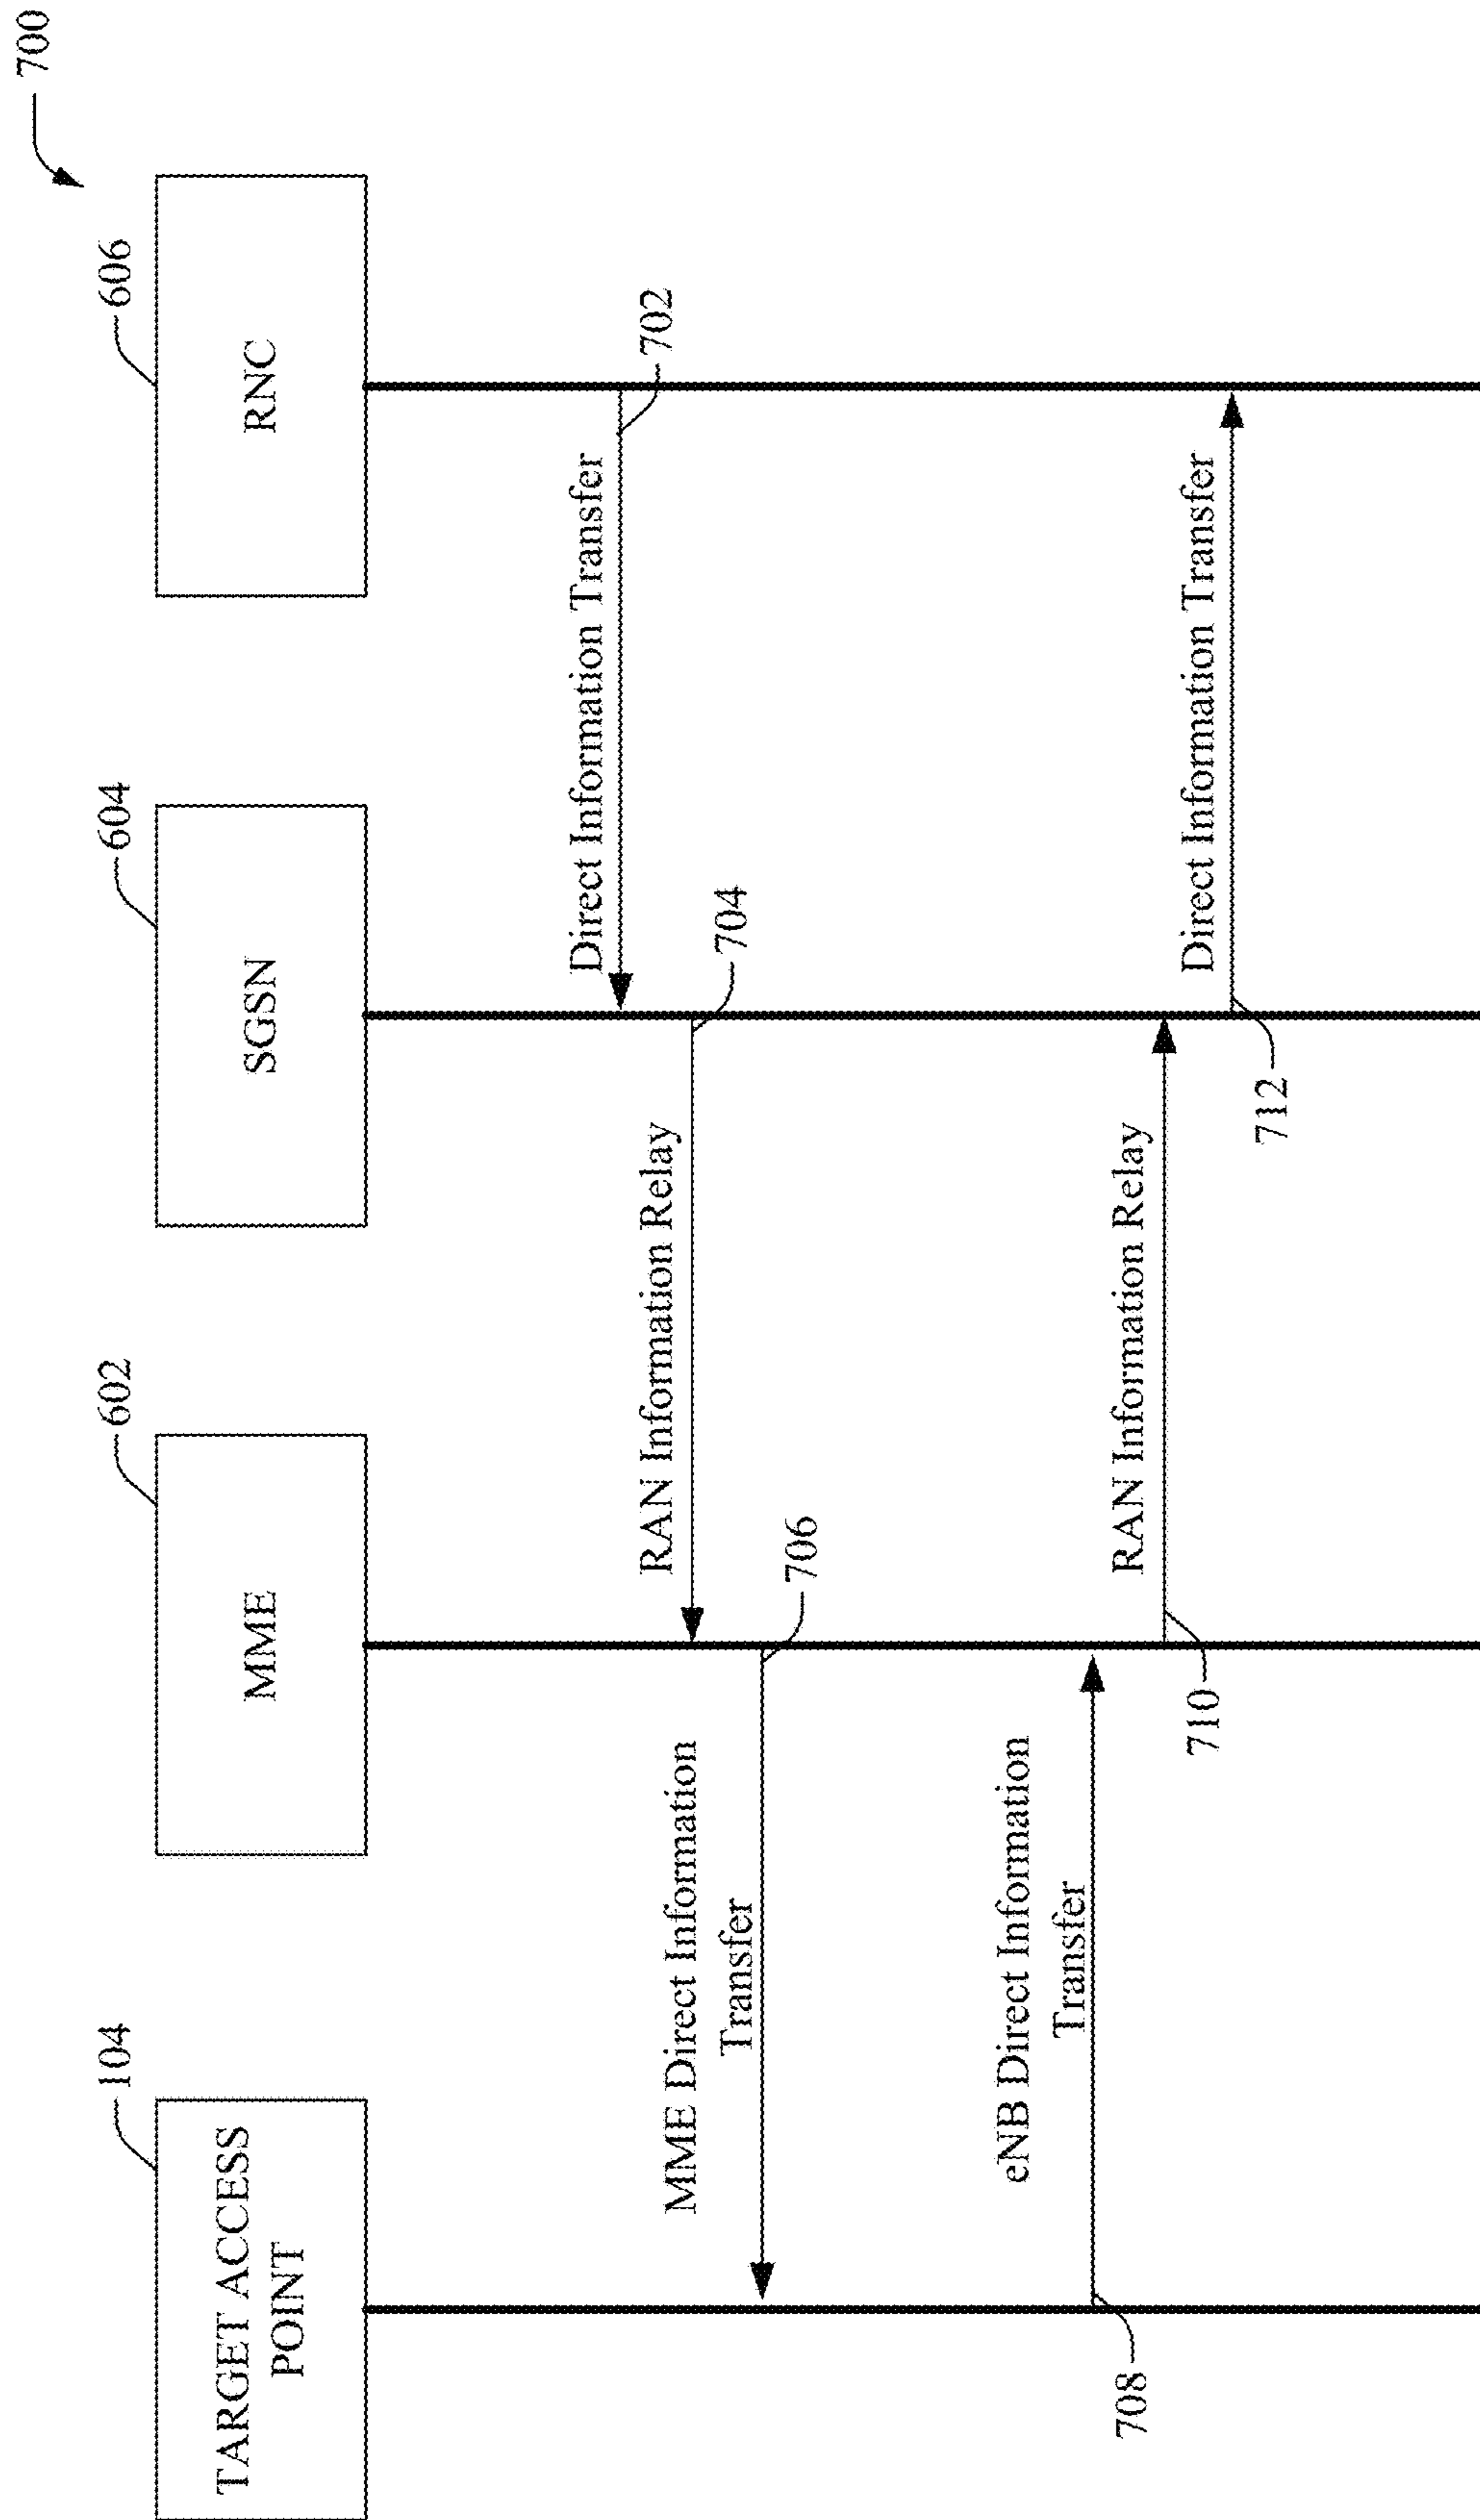 700
104
602
604
606
TARGET ACCESS
POINT
MME
SGSN
RNC
Direct Information Transfer
702
RAN Information Relay
704
MME Direct Information
Transfer
706
eNB Direct Information
Transfer
708
RAN Information Relay
710
Direct Information Transfer
712